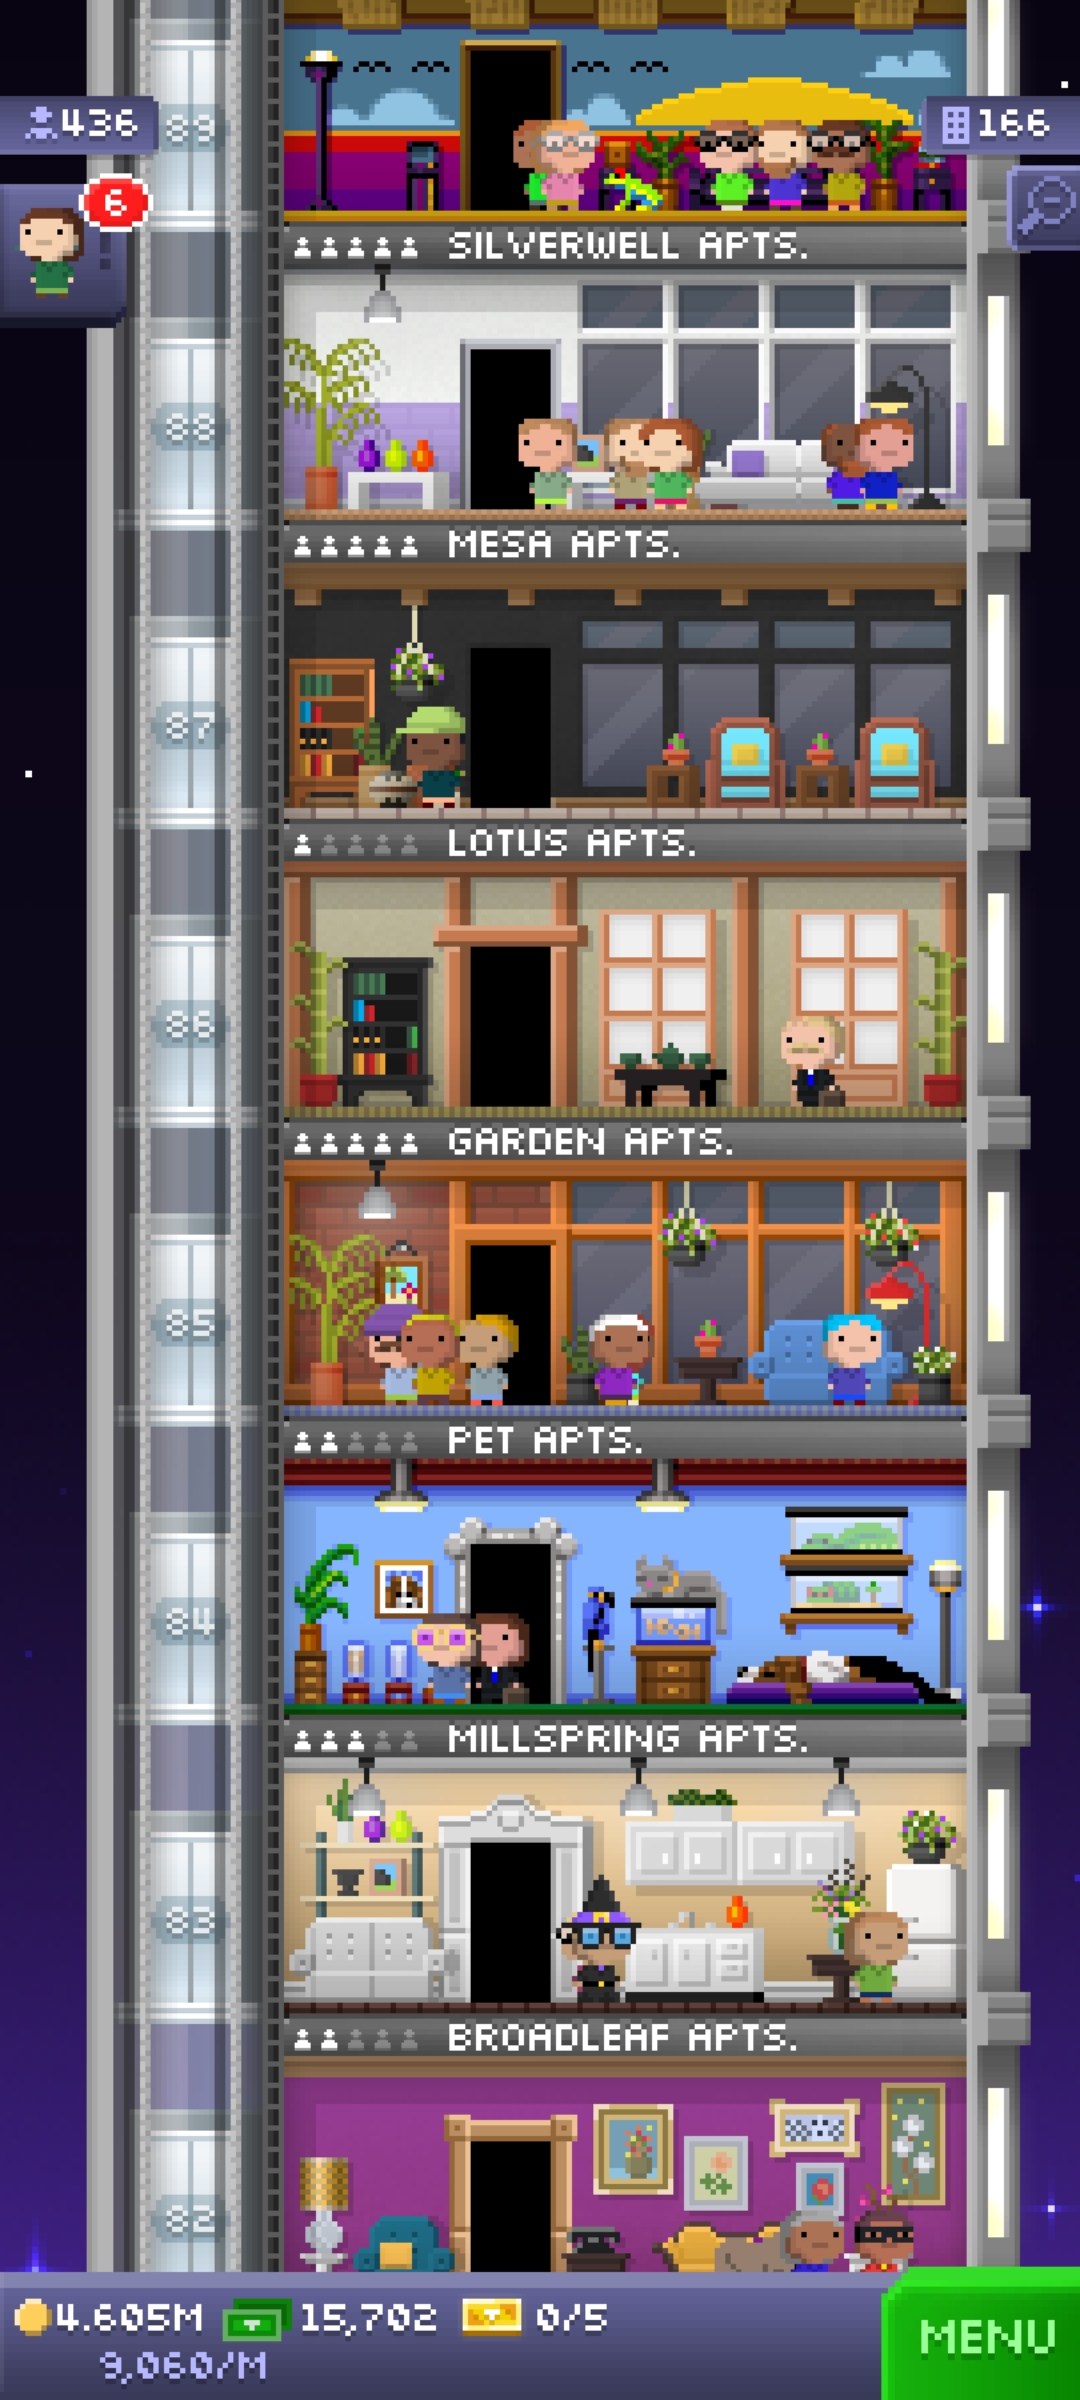 436
89
166
6
SILVERWELL APTS.
88
MESA APTS.
87
LOTUS APTS.
86
GARDEN APTS.
85
PET APTS.
84
MILLSPRING APTS.
83
BROADLEAF APTS.
82
4.605M 15,702 0/5
9,060/M
MENU